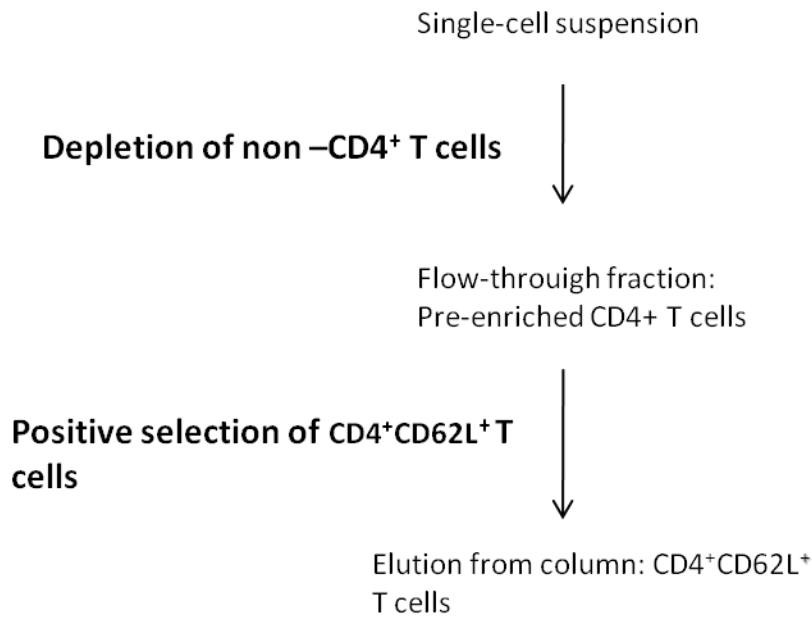 Single-cell suspension
Depletion of non –CD4⁺ T cells
Flow-througih fraction:
Pre-enriched CD4+ T cells
Positive selection of CD4⁺CD62L⁺ T
cells
Elution from column: CD4⁺CD62L⁺
T cells